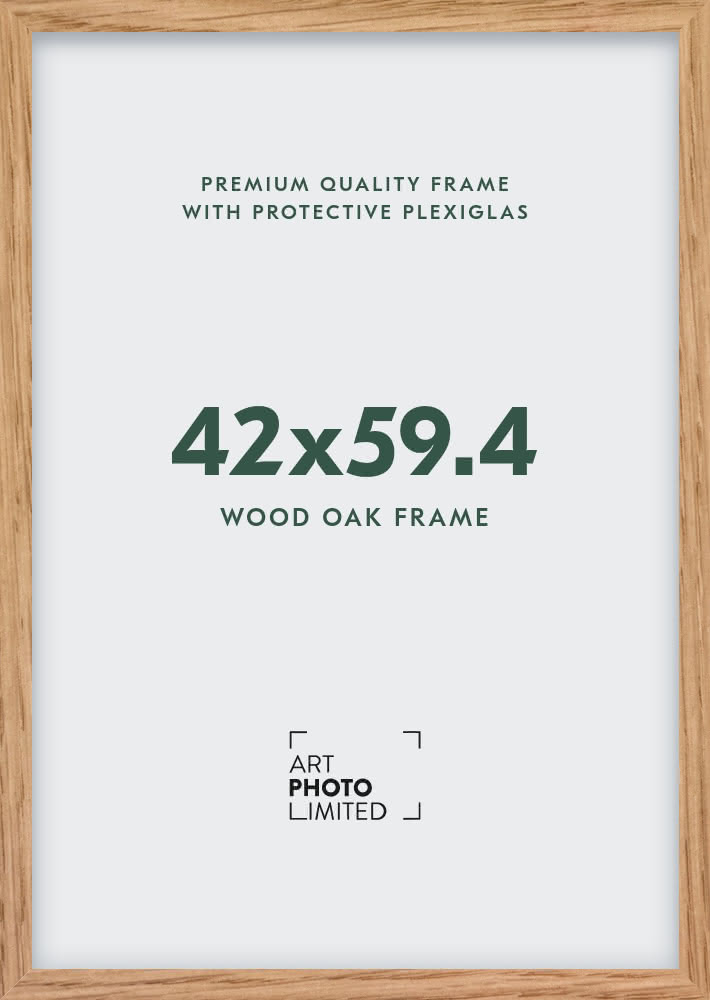 PREMIUM QUALITY FRAME
WITH PROTECTIVE PLEXIGLAS
42x59.4
WOOD OAK FRAME
ART
PHOTO
LIMITED